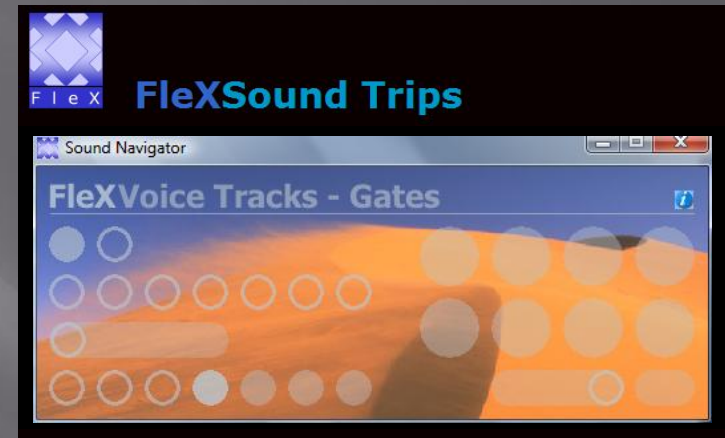 FleX
FleXSound Trips
Sound Navigator
FleXVoice Tracks - Gates
i